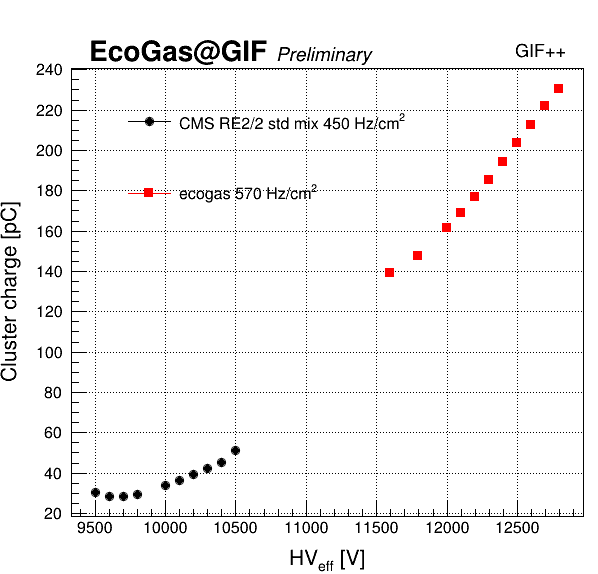 EcoGas@GIF Preliminary GIF++
CMS RE2/2 std mix 450 Hz/cm²
ecogas 570 Hz/cm²
Cluster charge [pC]
240
220
200
180
160
140
120
100
80
60
40
20
9500 10000 10500 11000 11500 12000 12500
HV_eff [V]